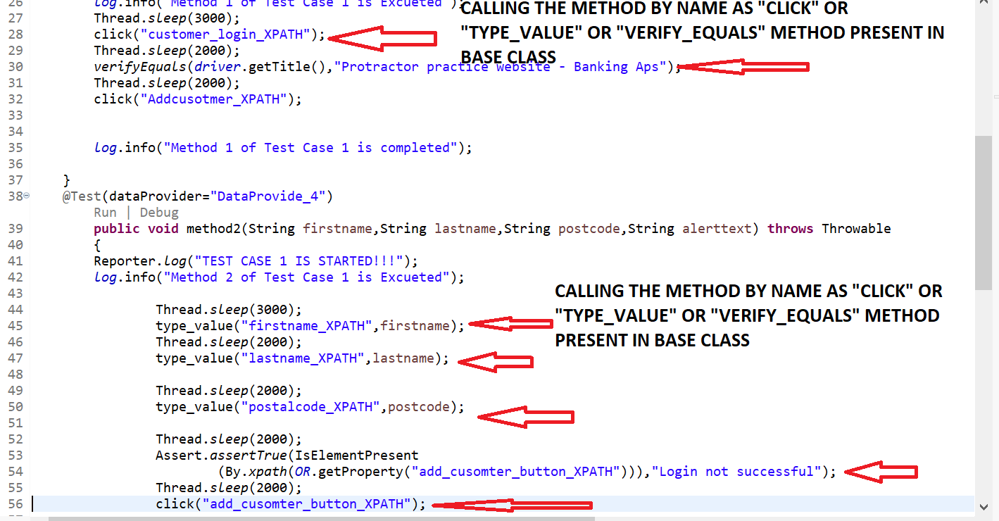 26 log.info("Method 1 of Test Case 1 is Excueted");
CALLING THE METHOD BY NAME AS "CLICK" OR
"TYPE_VALUE" OR "VERIFY_EQUALS" METHOD PRESENT IN
BASE CLASS
27 Thread.sleep(3000);
28 click("customer_login_XPATH");
29 Thread.sleep(2000);
30 verifyEquals(driver.getTitle(),"Protractor practice website - Banking Aps");
31 Thread.sleep(2000);
32 click("Addcusotmer_XPATH");
33
34
35 log.info("Method 1 of Test Case 1 is completed");
36
37 }
38 @Test(dataProvider="DataProvide_4")
Run | Debug
39 public void method2(String firstname,String lastname,String postcode,String alerttext) throws Throwable
40 {
41 Reporter.log("TEST CASE 1 IS STARTED!!!");
42 log.info("Method 2 of Test Case 1 is Excueted");
43
CALLING THE METHOD BY NAME AS "CLICK" OR
"TYPE_VALUE" OR "VERIFY_EQUALS" METHOD
PRESENT IN BASE CLASS
44 Thread.sleep(3000);
45 type_value("firstname_XPATH",firstname);
46 Thread.sleep(2000);
47 type_value("lastname_XPATH",lastname);
48
49 Thread.sleep(2000);
50 type_value("postalcode_XPATH",postcode);
51
52 Thread.sleep(2000);
53 Assert.assertTrue(IsElementPresent
54 (By.xpath(OR.getProperty("add_cusomter_button_XPATH"))),"Login not successful");
55 Thread.sleep(2000);
56 click("add_cusomter_button_XPATH");